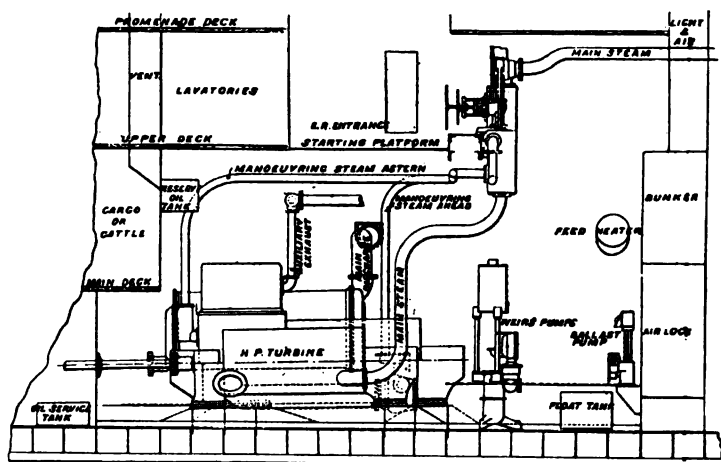 PROMENADE DECK
LIGHT
&
AIR
MAIN STEAM
VENT.
LAVATORIES
E.R. ENTRANCE
UPPER DECK
STARTING PLATFORM
MANOEUVRING STEAM ASTERN
RESERVE
OIL
TANK
MANOEUVRING
STEAM AHEAD
BUNKER
CARGO
OR
CATTLE
AUXILIARY
EXHAUST
MAIN
FEED HEATER
MAIN DECK
MAIN STEAM
WEIRS PUMPS
BALLAST
PUMP
AIR LOCK
H.P. TURBINE
OIL SERVICE
TANK
FLOAT TANK